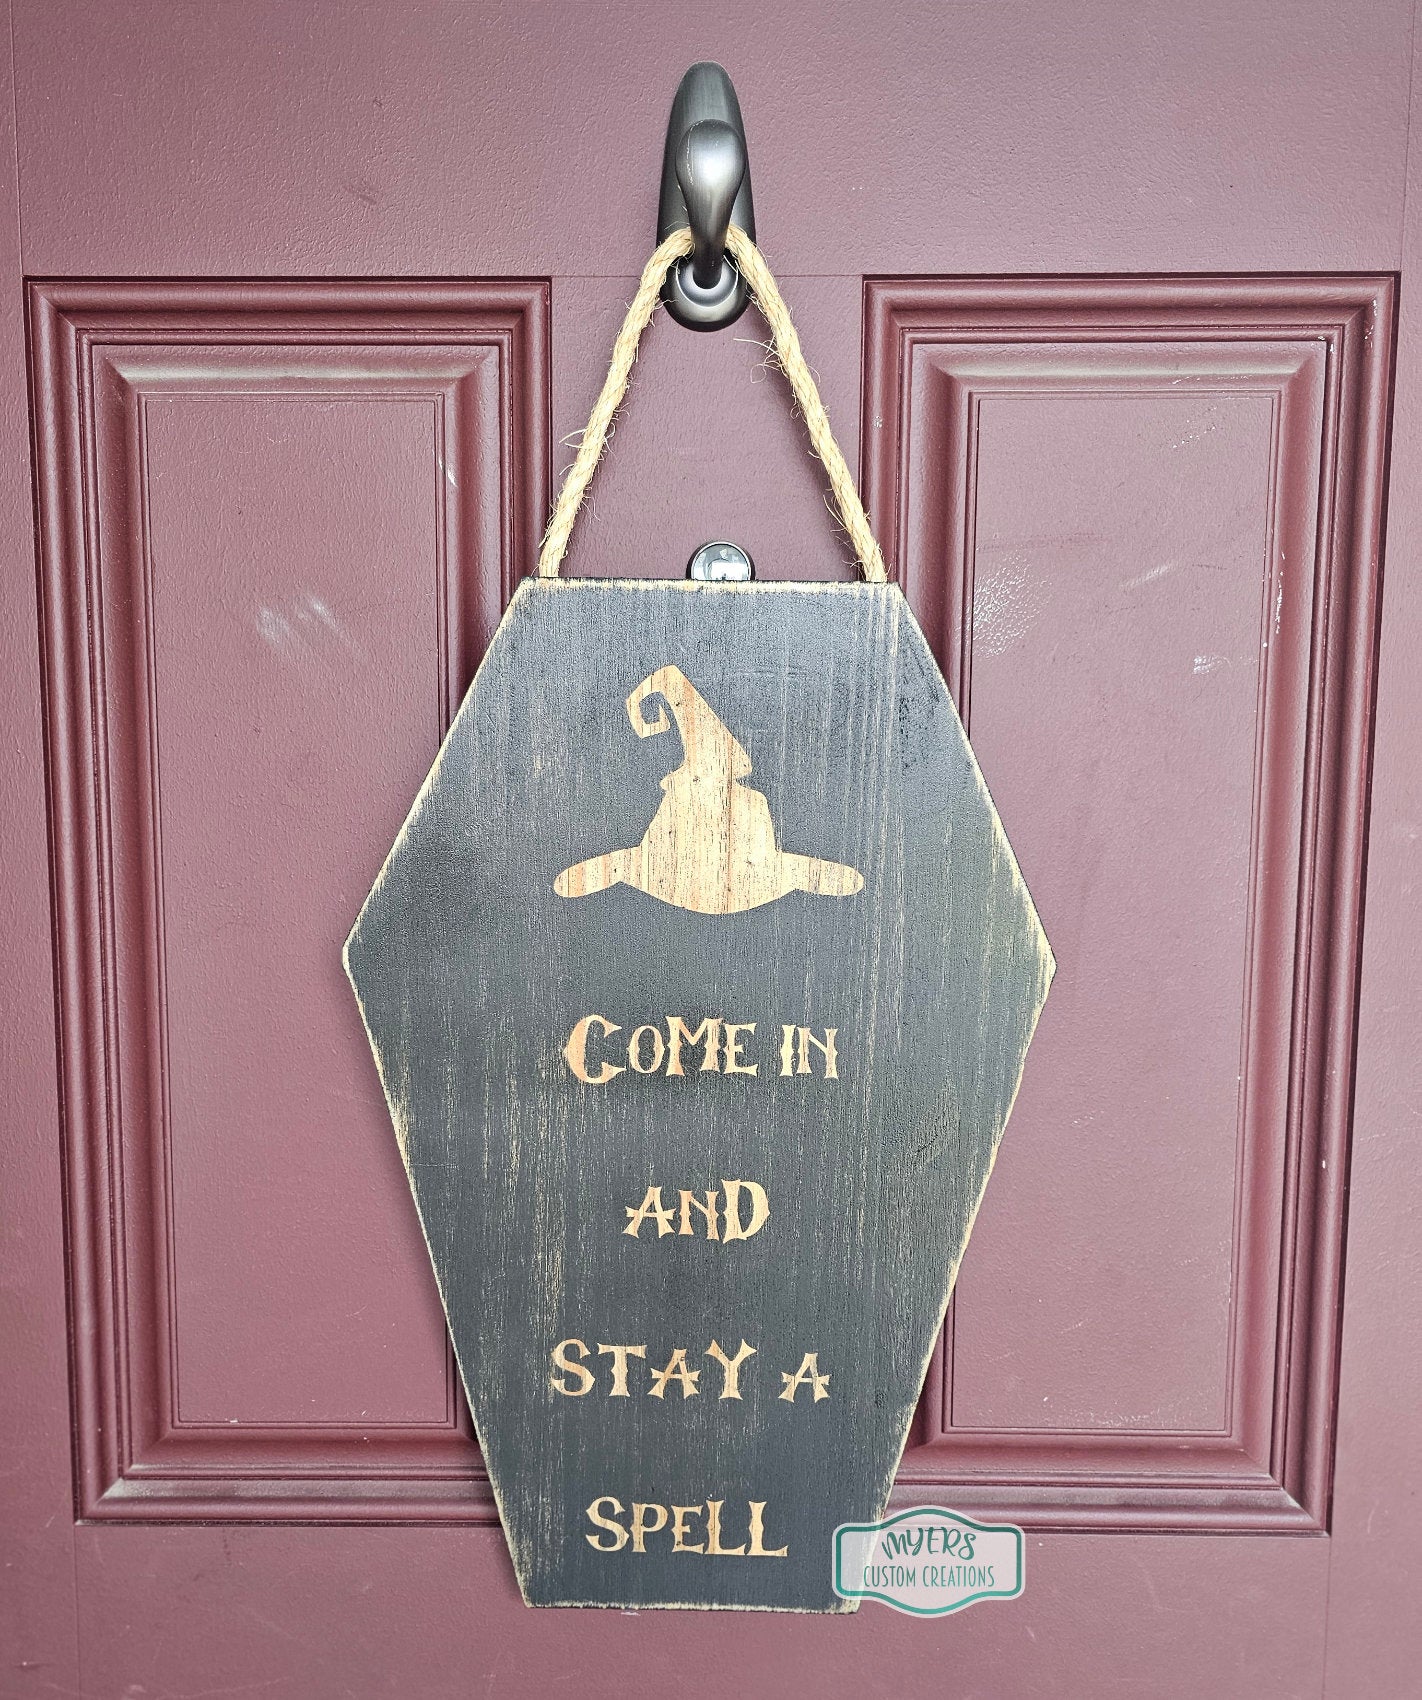 COME IN
AND
STAY A
SPELL
MYERS
CUSTOM CREATIONS